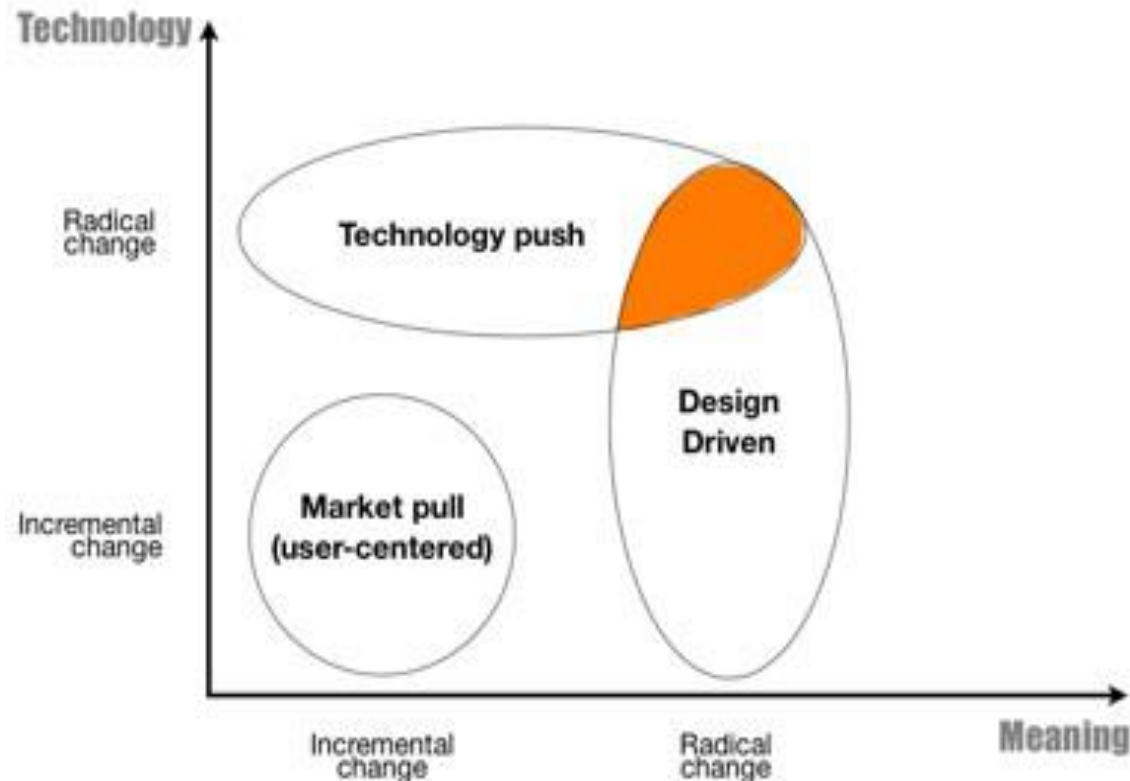 Technology
Radical
change
Technology push
Design
Driven
Market pull
(user-centered)
Incremental
change
Incremental
change
Radical
change
Meaning